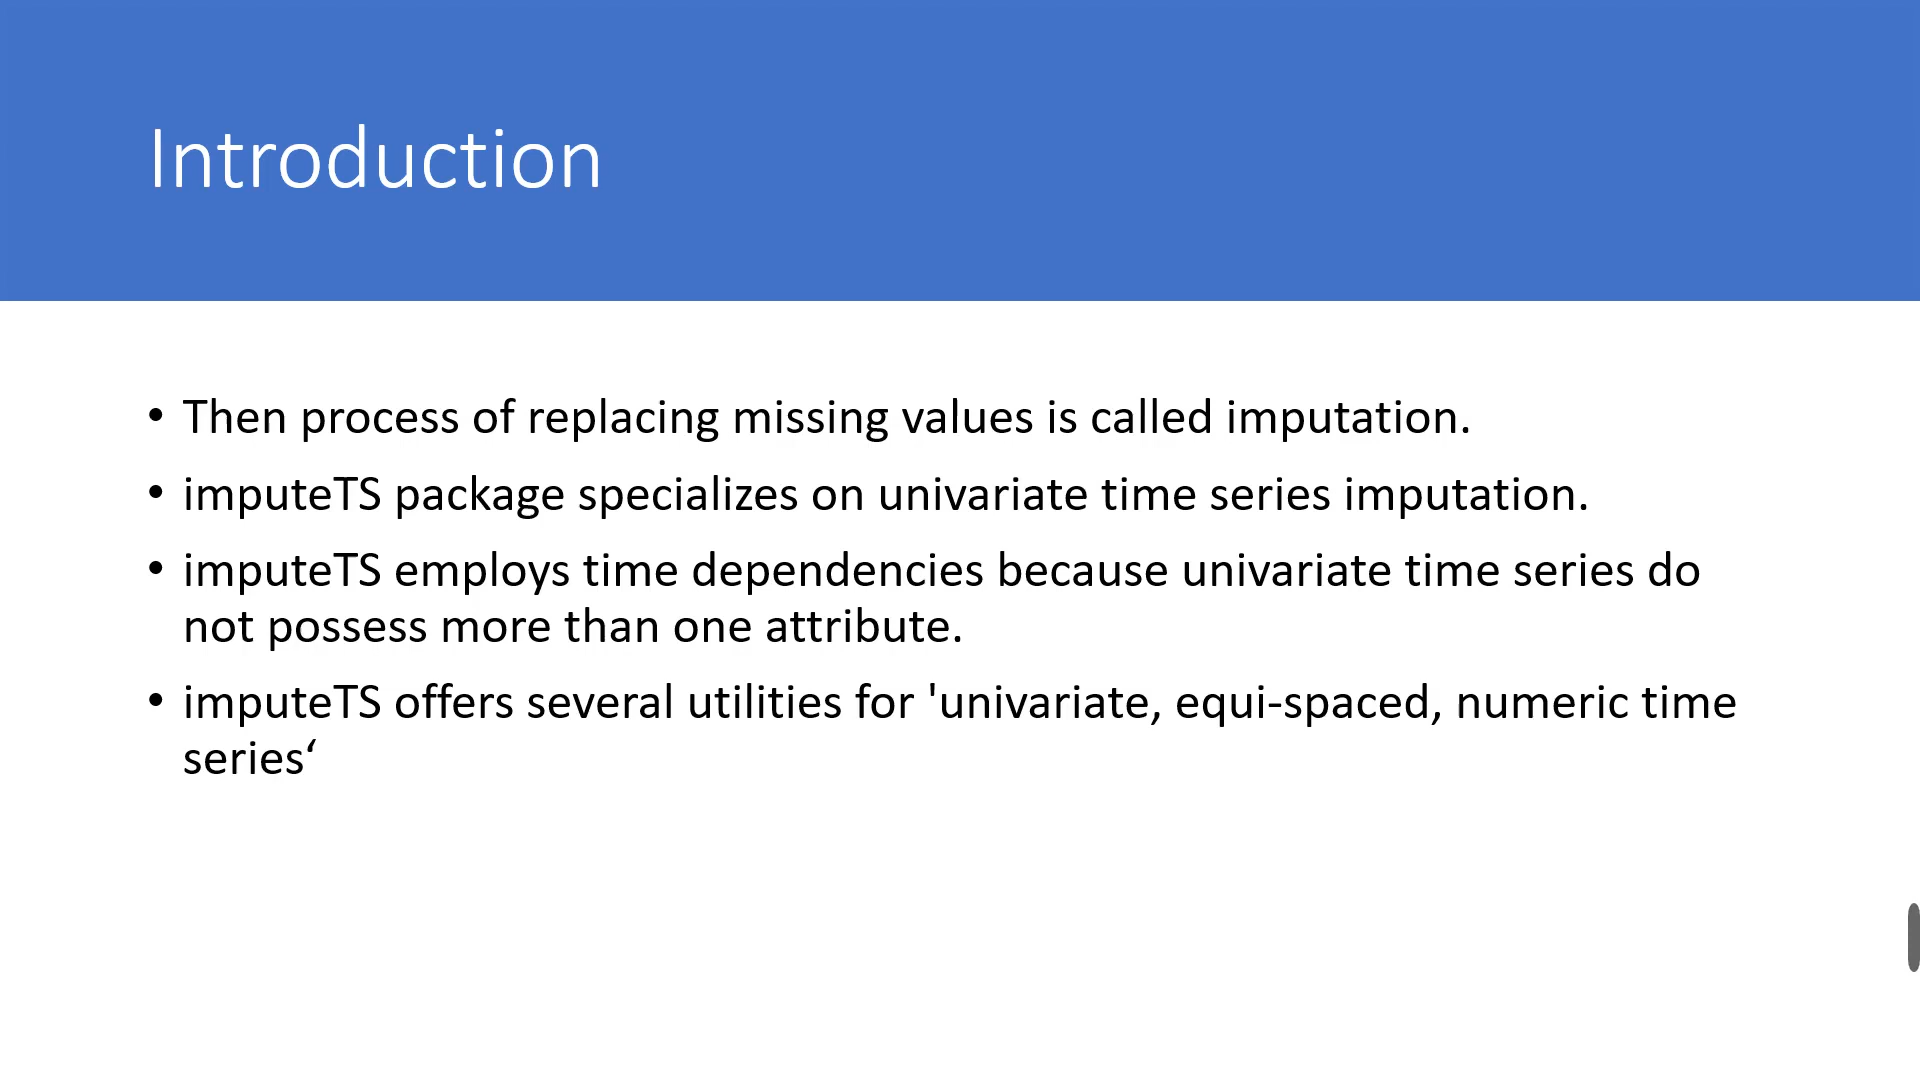 Introduction
• Then process of replacing missing values is called imputation.
• imputeTS package specializes on univariate time series imputation.
• imputeTS employs time dependencies because univariate time series do
not possess more than one attribute.
• imputeTS offers several utilities for 'univariate, equi-spaced, numeric time
series‘